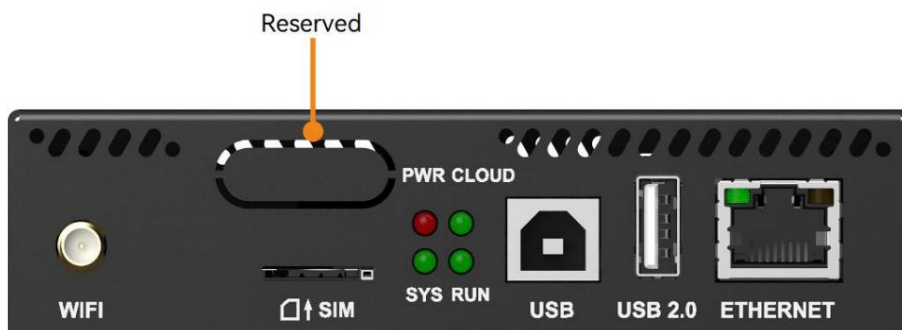 Reserved
PWR CLOUD
SYS RUN
WIFI
SIM
USB
USB 2.0
ETHERNET